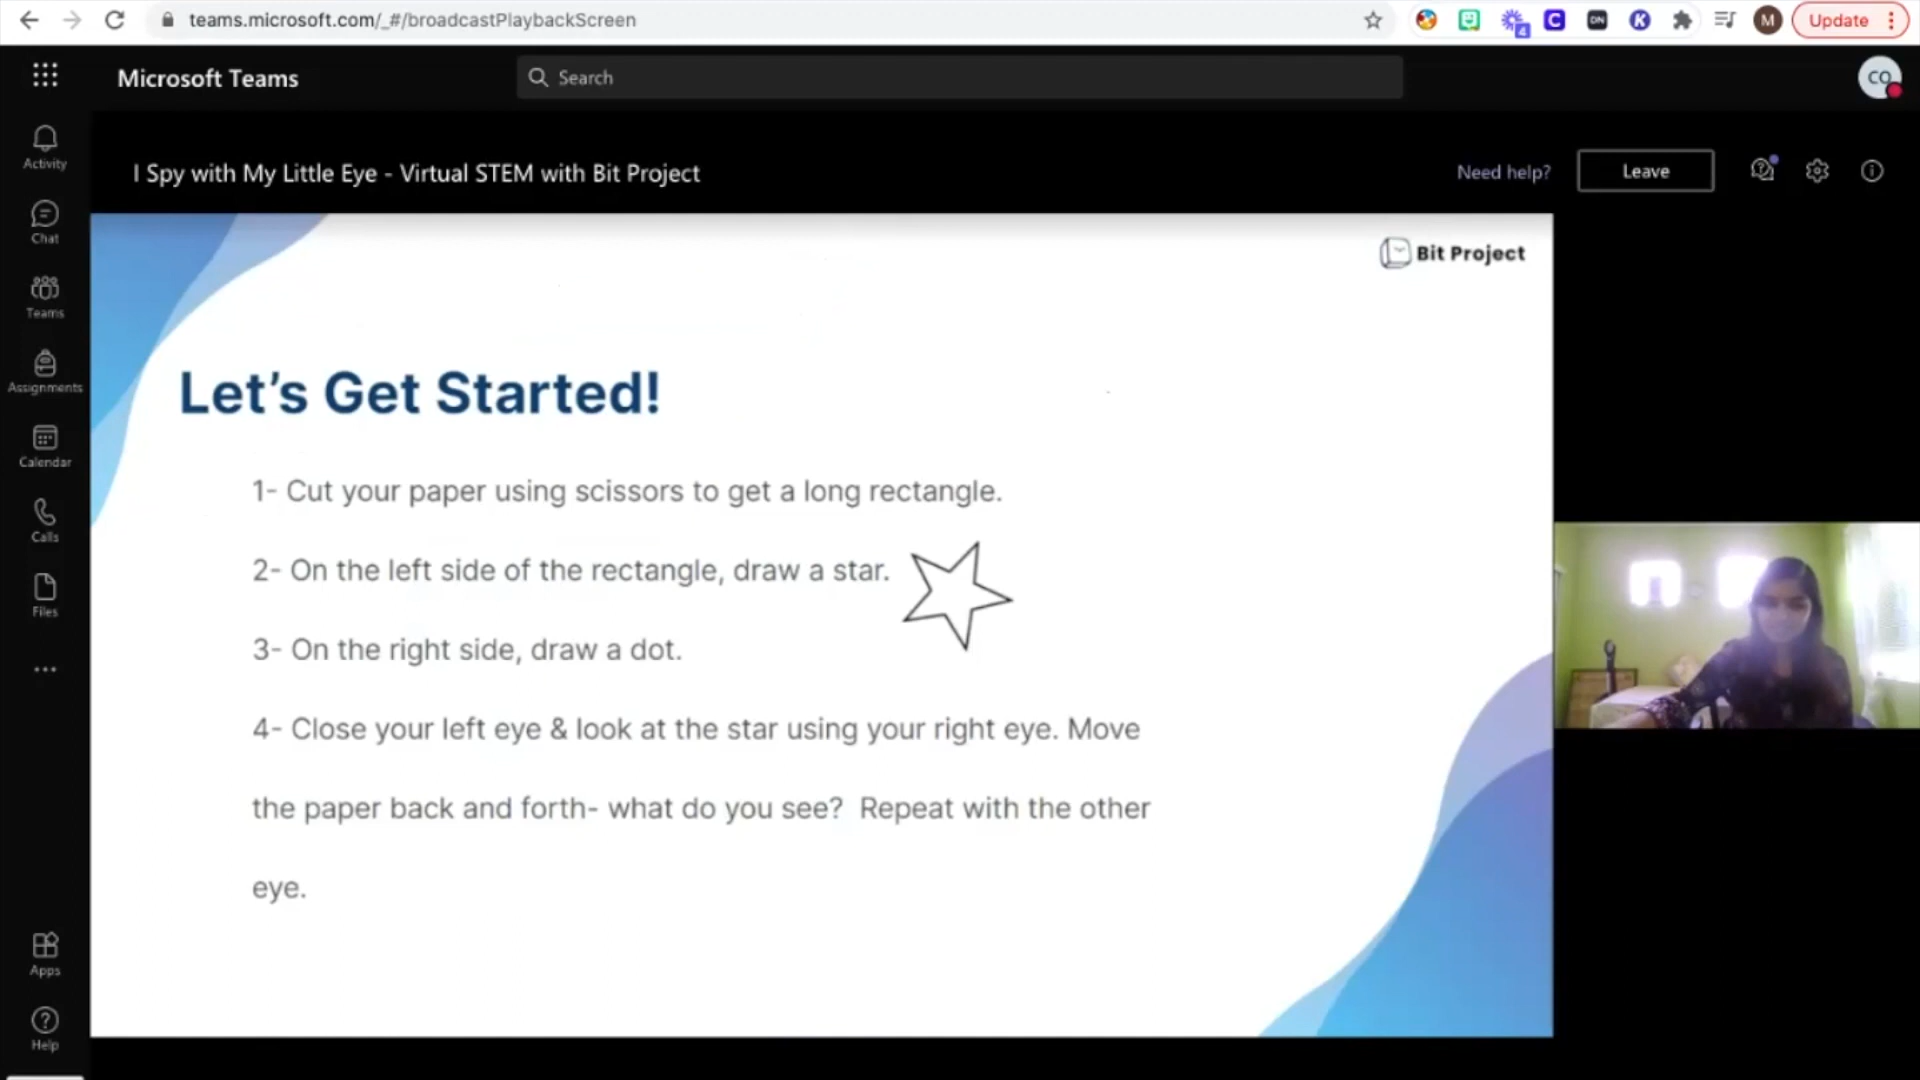 teams.microsoft.com/_#/broadcastPlaybackScreen
4
C
DN
K
M
Update
Microsoft Teams
Search
CO
Activity
I Spy with My Little Eye - Virtual STEM with Bit Project
Need help?
Leave
Chat
Teams
Assignments
Calendar
Calls
Files
Apps
Help
Bit Project
Let's Get Started!
1- Cut your paper using scissors to get a long rectangle.
2- On the left side of the rectangle, draw a star.
3- On the right side, draw a dot.
4- Close your left eye & look at the star using your right eye. Move
the paper back and forth- what do you see?  Repeat with the other
eye.